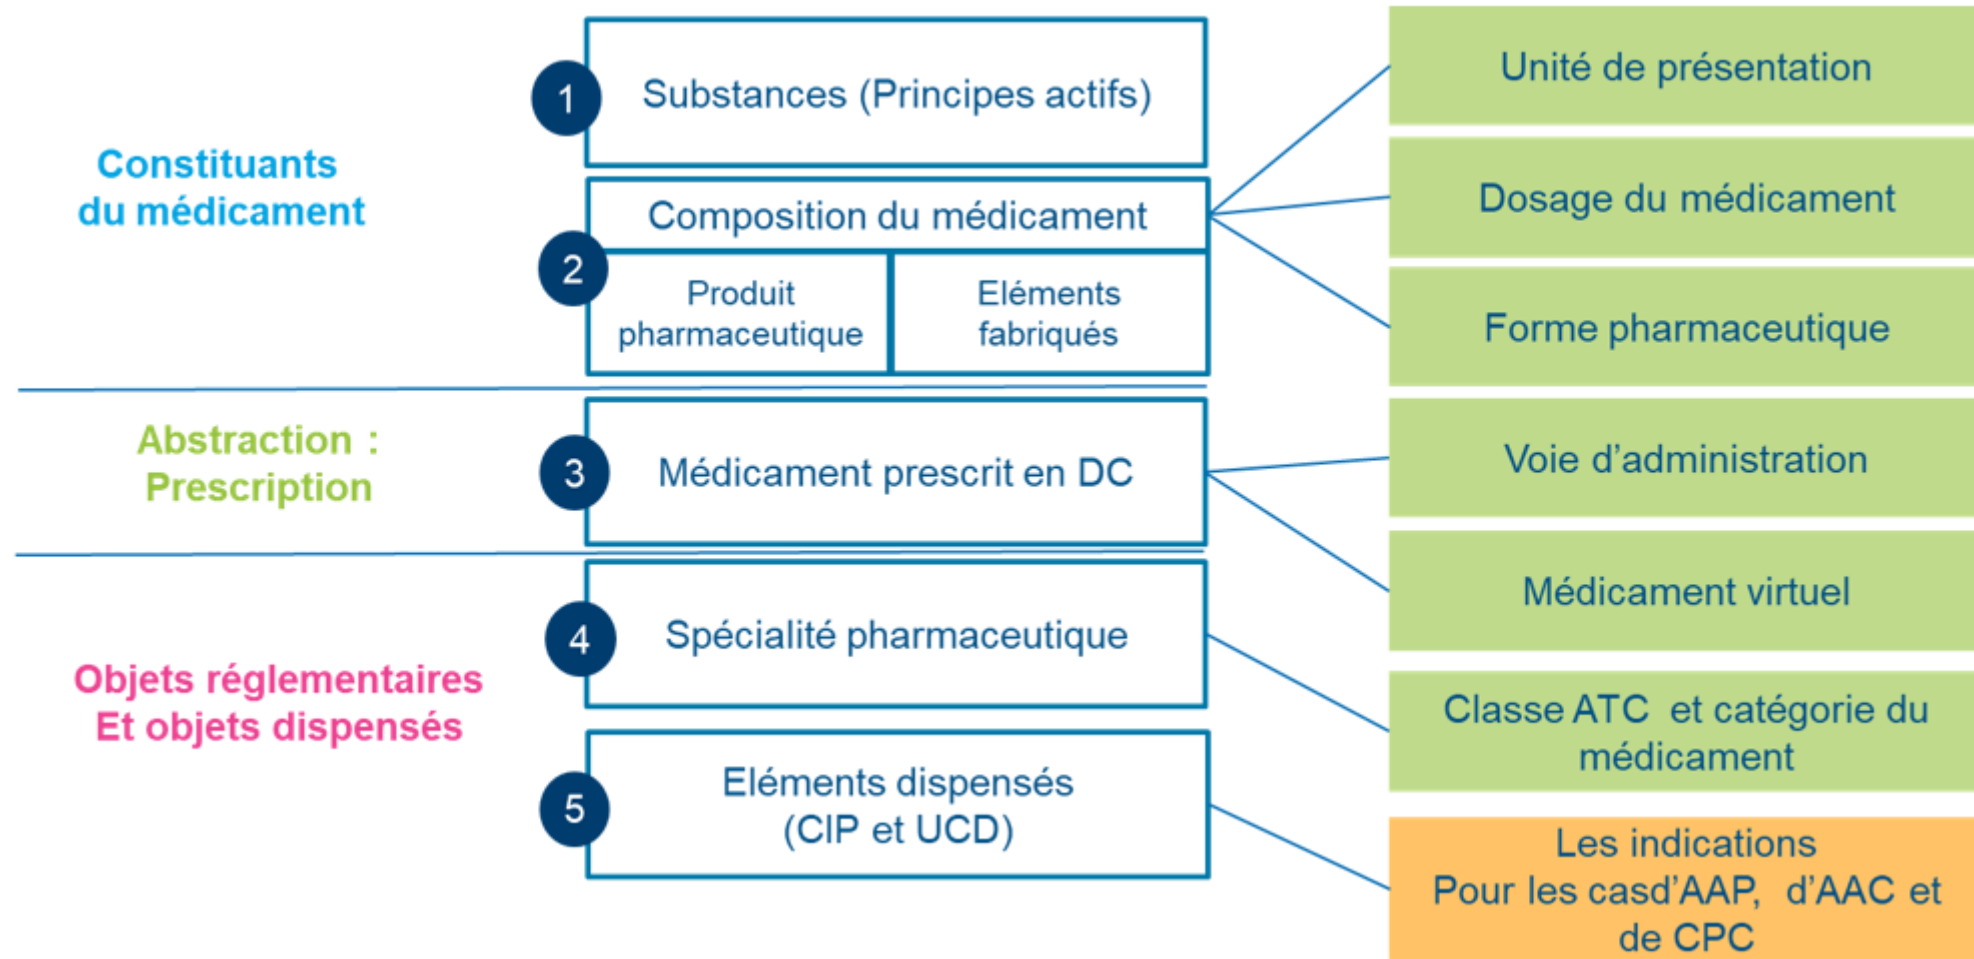 Constituants
du médicament
1
Substances (Principes actifs)
2
Composition du médicament
Produit
pharmaceutique
Eléments
fabriqués
Unité de présentation
Dosage du médicament
Forme pharmaceutique
Abstraction :
Prescription
3
Médicament prescrit en DC
Voie d’administration
Médicament virtuel
Objets réglementaires
Et objets dispensés
4
Spécialité pharmaceutique
Classe ATC et catégorie du
médicament
5
Eléments dispensés
(CIP et UCD)
Les indications
Pour les casd’AAP, d’AAC et
de CPC